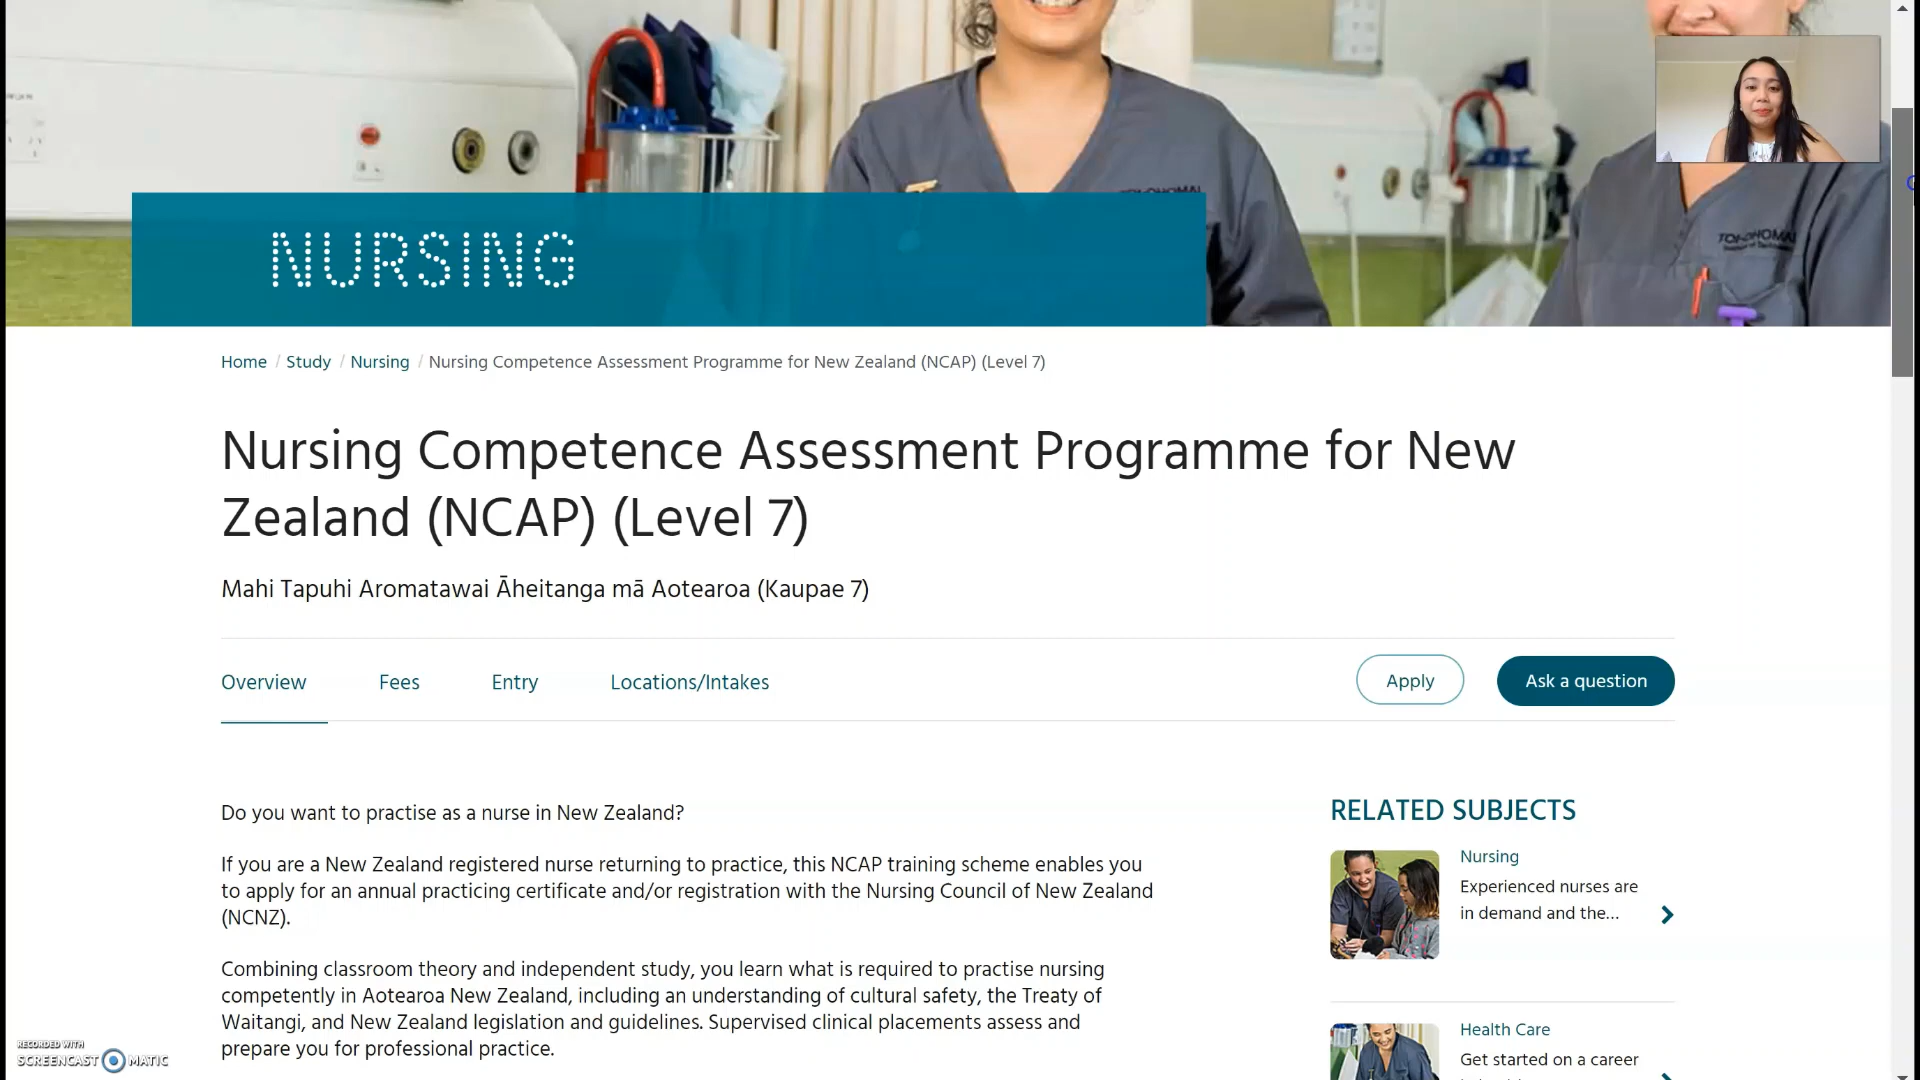 NURSING
Home / Study / Nursing / Nursing Competence Assessment Programme for New Zealand (NCAP) (Level 7)
Nursing Competence Assessment Programme for New
Zealand (NCAP) (Level 7)
Mahi Tapuhi Aromatawai Āheitanga mā Aotearoa (Kaupae 7)
Overview Fees Entry Locations/Intakes Apply Ask a question
Do you want to practise as a nurse in New Zealand?
If you are a New Zealand registered nurse returning to practice, this NCAP training scheme enables you
to apply for an annual practicing certificate and/or registration with the Nursing Council of New Zealand
(NCNZ).
Combining classroom theory and independent study, you learn what is required to practise nursing
competently in Aotearoa New Zealand, including an understanding of cultural safety, the Treaty of
Waitangi, and New Zealand legislation and guidelines. Supervised clinical placements assess and
prepare you for professional practice.
RELATED SUBJECTS
Nursing
Experienced nurses are
in demand and the...
Health Care
Get started on a career
RECORDED WITH
SCREENCAST MATIC